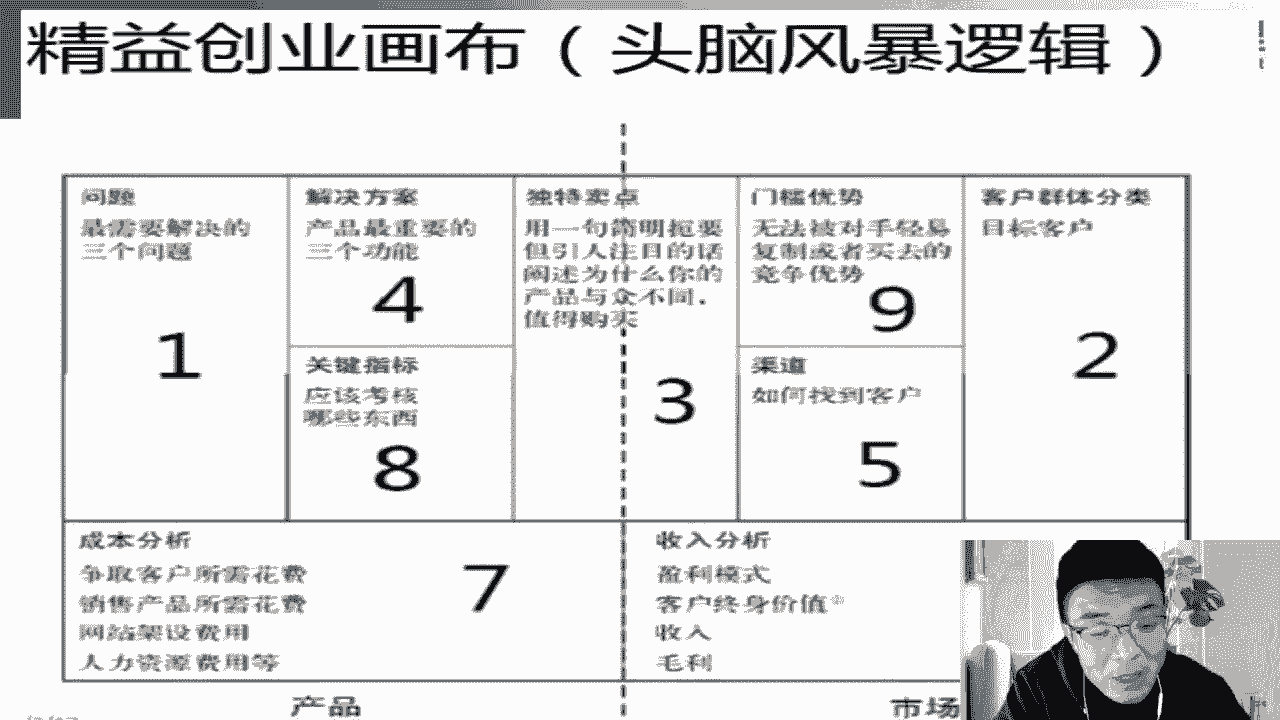 精益创业画布（头脑风暴逻辑）
问题
最需要解决的
三个问题
1
解决方案
产品最重要的
三个功能
4
关键指标
应该考核
哪些东西
8
独特卖点
用一句简明扼要
但引人注目的话
阐述为什么你的
产品与众不同，
值得购买
3
门槛优势
无法被对手轻易
复制或者买去的
竞争优势
9
渠道
如何找到客户
5
客户群体分类
目标客户
2
成本分析
争取客户所需花费
销售产品所需花费
网站架设费用
人力资源费用等
7
收入分析
盈利模式
客户终身价值
收入
毛利
产品
市场